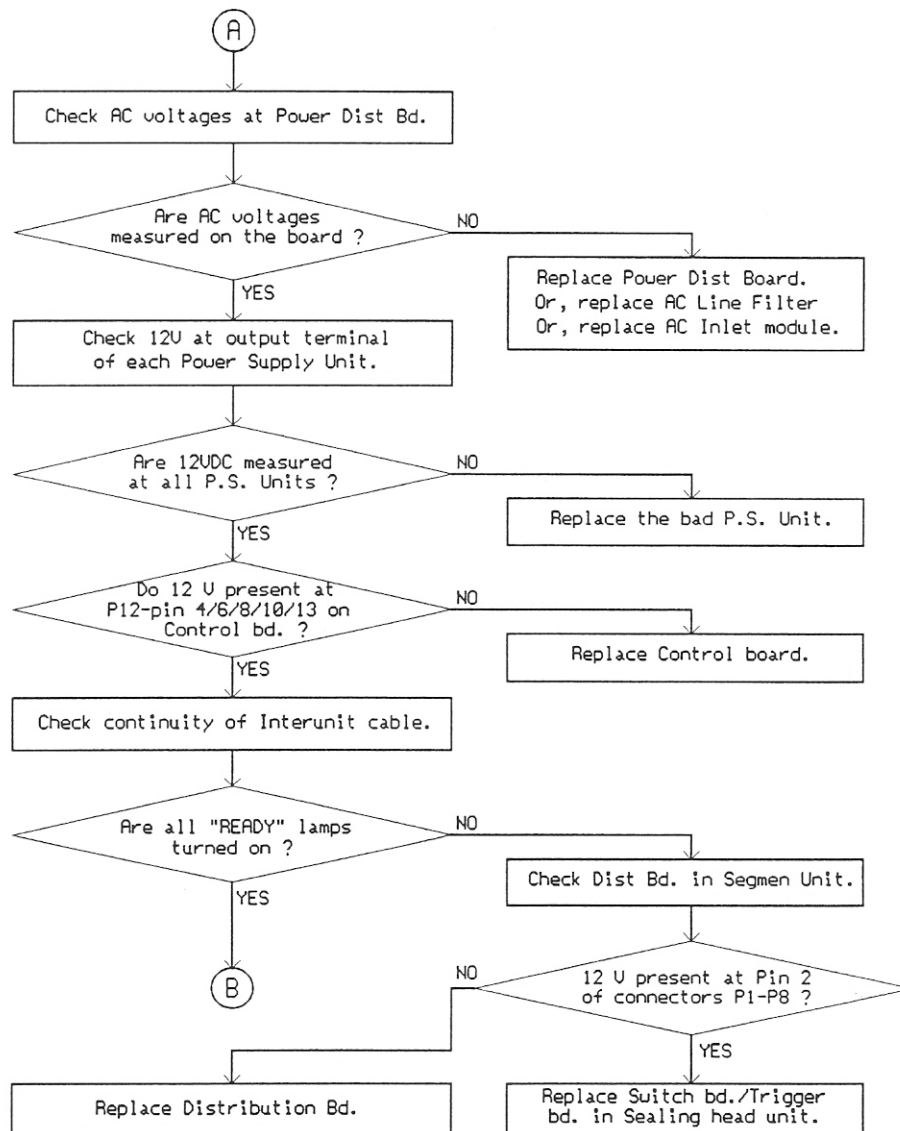 A
Check AC voltages at Power Dist Bd.
Are AC voltages
measured on the board ?
NO
YES
Replace Power Dist Board.
Or, replace AC Line Filter
Or, replace AC Inlet module.
Check 12V at output terminal
of each Power Supply Unit.
Are 12VDC measured
at all P.S. Units ?
NO
YES
Replace the bad P.S. Unit.
Do 12 V present at
P12-pin 4/6/8/10/13 on
Control bd. ?
NO
YES
Replace Control board.
Check continuity of Interunit cable.
Are all "READY" lamps
turned on ?
NO
YES
Check Dist Bd. in Segmen Unit.
B
12 V present at Pin 2
of connectors P1-P8 ?
NO
YES
Replace Distribution Bd.
Replace Switch bd./Trigger
bd. in Sealing head unit.